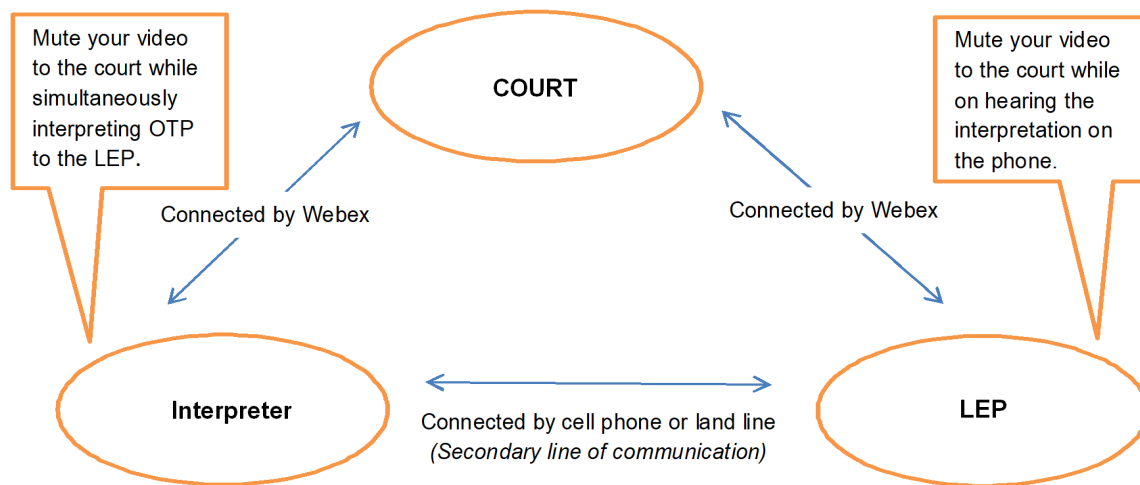 Mute your video
to the court while
simultaneously
interpreting OTP
to the LEP.
COURT
Mute your video
to the court while
on hearing the
interpretation on
the phone.
Connected by Webex
Connected by Webex
Interpreter
Connected by cell phone or land line
(Secondary line of communication)
LEP